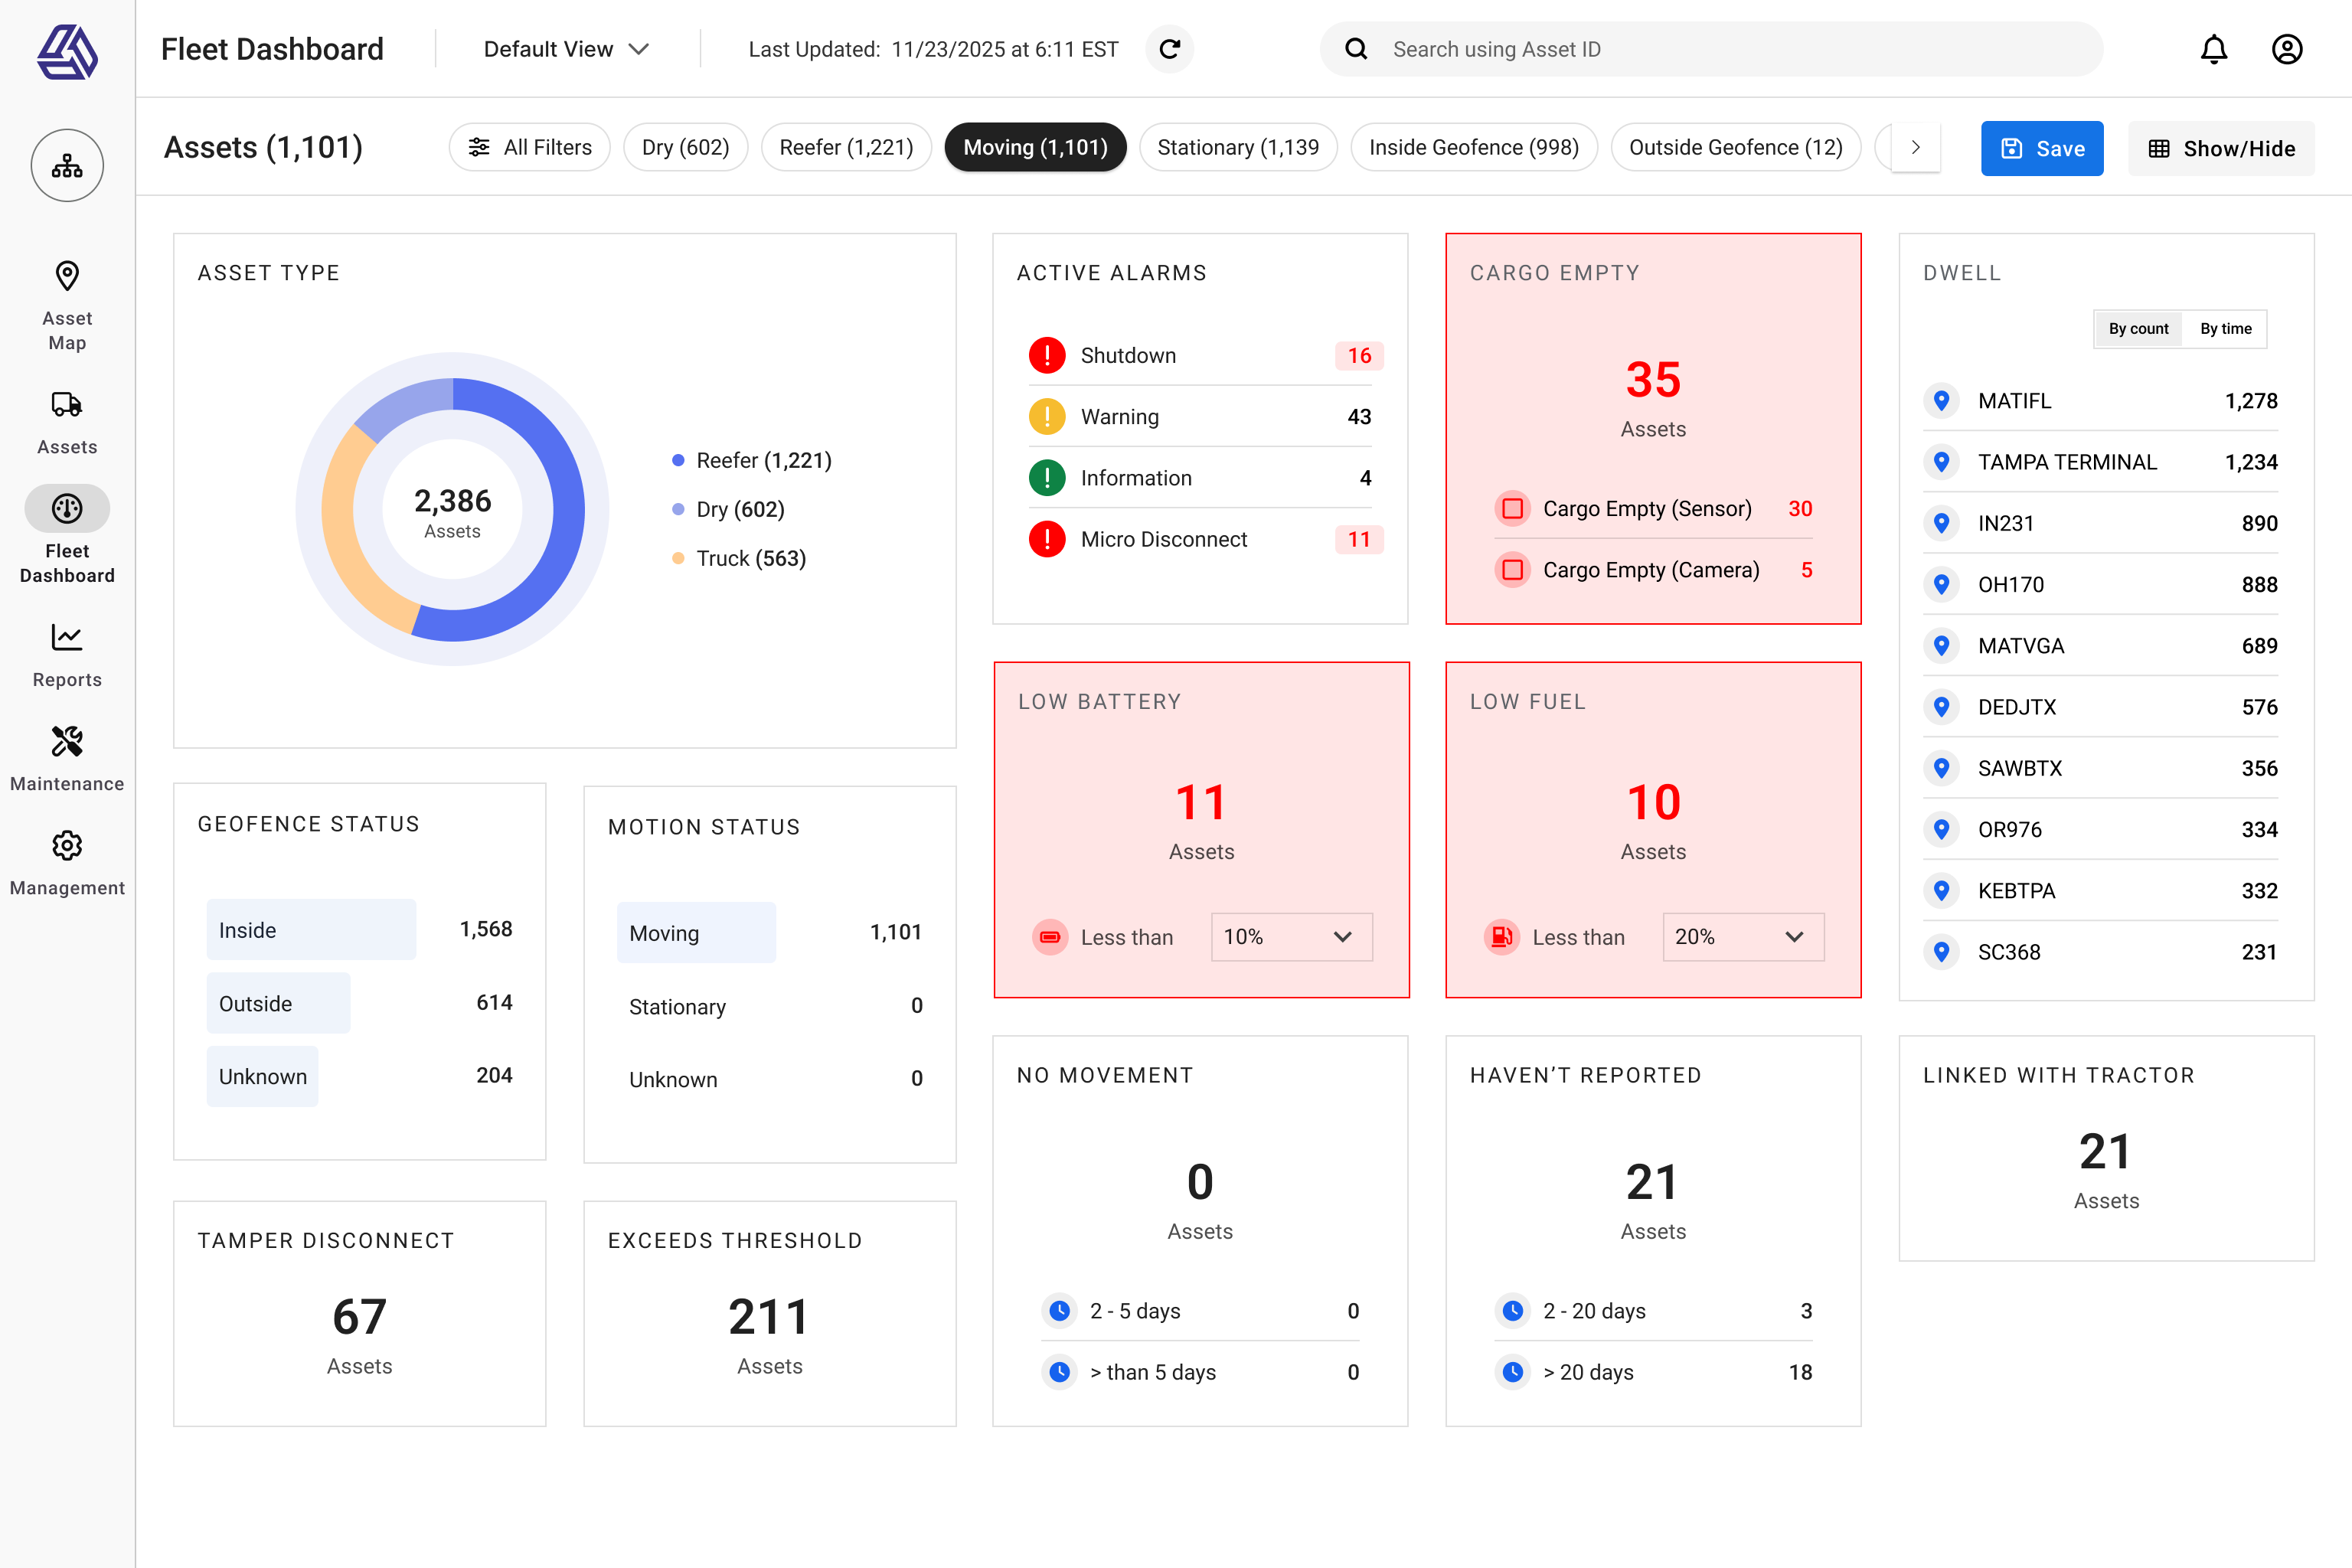 Fleet Dashboard
Default View
Last Updated: 11/23/2025 at 6:11 EST
Search using Asset ID
Assets (1,101)
All Filters
Dry (602)
Reefer (1,221)
Moving (1,101)
Stationary (1,139
Inside Geofence (998)
Outside Geofence (12)
Save
Show/Hide
Asset
Map
Assets
Fleet
Dashboard
Reports
Maintenance
Management
ASSET TYPE
2,386
Assets
Reefer (1,221)
Dry (602)
Truck (563)
ACTIVE ALARMS
Shutdown 16
Warning 43
Information 4
Micro Disconnect 11
CARGO EMPTY
35
Assets
Cargo Empty (Sensor) 30
Cargo Empty (Camera) 5
DWELL
By count By time
MATIFL 1,278
TAMPA TERMINAL 1,234
IN231 890
OH170 888
MATVGA 689
DEDJTX 576
SAWBTX 356
OR976 334
KEBTPA 332
SC368 231
LOW BATTERY
11
Assets
Less than 10%
LOW FUEL
10
Assets
Less than 20%
GEOFENCE STATUS
Inside 1,568
Outside 614
Unknown 204
MOTION STATUS
Moving 1,101
Stationary 0
Unknown 0
NO MOVEMENT
0
Assets
2 - 5 days 0
> than 5 days 0
HAVEN’T REPORTED
21
Assets
2 - 20 days 3
> 20 days 18
LINKED WITH TRACTOR
21
Assets
TAMPER DISCONNECT
67
Assets
EXCEEDS THRESHOLD
211
Assets